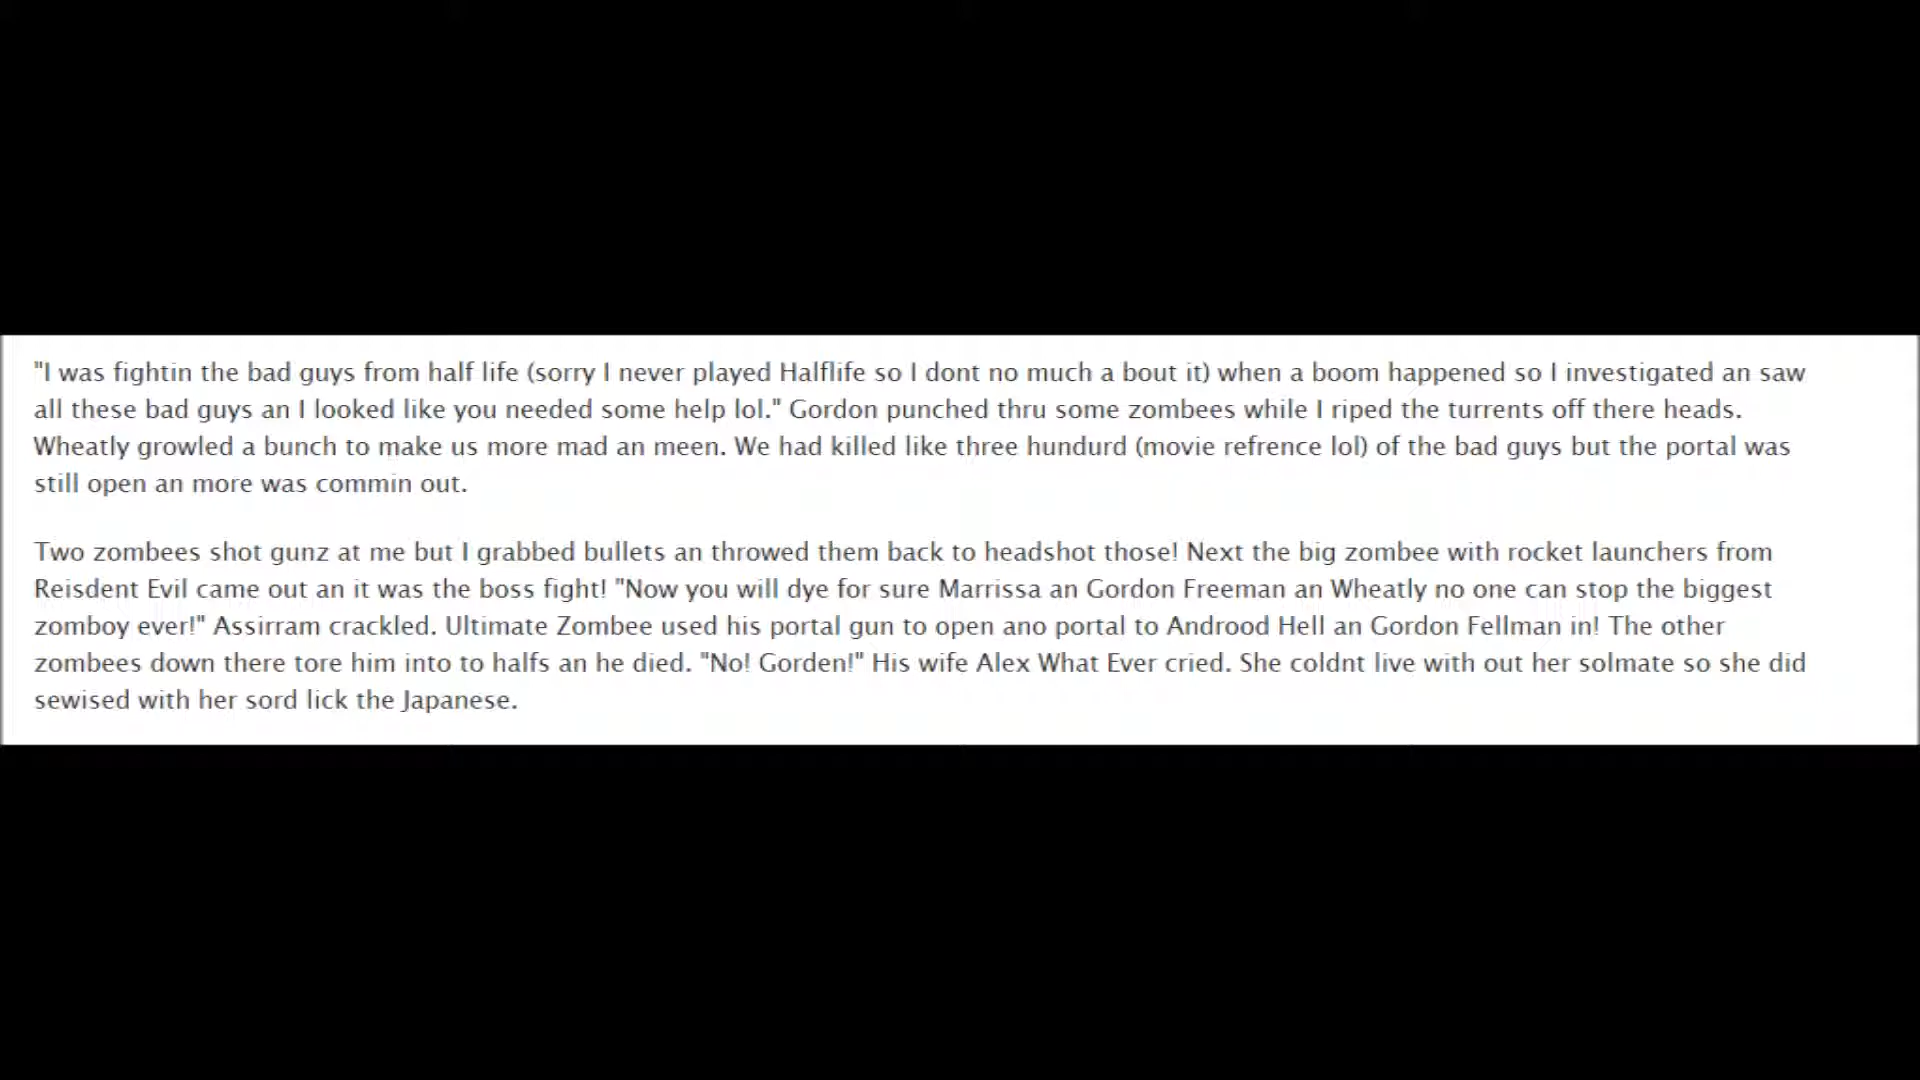 "I was fightin the bad guys from half life (sorry I never played Halflife so I dont no much a bout it) when a boom happened so I investigated an saw
all these bad guys an I looked like you needed some help lol." Gordon punched thru some zombees while I riped the turrents off there heads.
Wheatly growled a bunch to make us more mad an meen. We had killed like three hundurd (movie refrence lol) of the bad guys but the portal was
still open an more was commin out.
Two zombees shot gunz at me but I grabbed bullets an throwed them back to headshot those! Next the big zombee with rocket launchers from
Reisdent Evil came out an it was the boss fight! "Now you will dye for sure Marrissa an Gordon Freeman an Wheatly no one can stop the biggest
zomboy ever!" Assirram crackled. Ultimate Zombee used his portal gun to open ano portal to Androod Hell an Gordon Fellman in! The other
zombees down there tore him into to halfs an he died. "No! Gorden!" His wife Alex What Ever cried. She coldnt live with out her solmate so she did
sewised with her sord lick the Japanese.